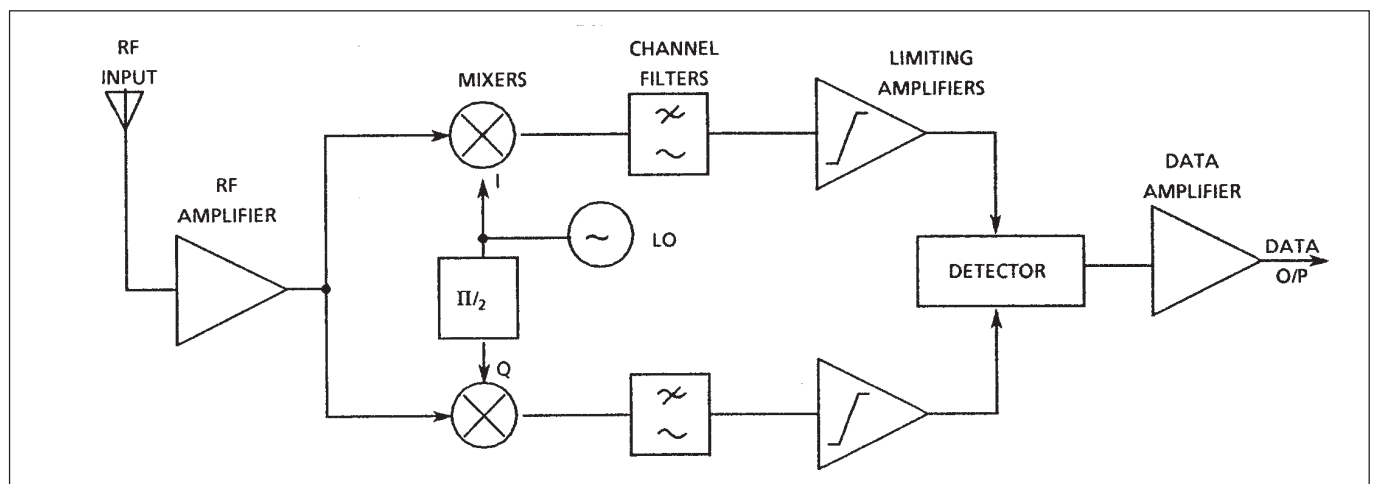 RF
INPUT
RF
AMPLIFIER
MIXERS
I
Π/2
Q
LO
CHANNEL
FILTERS
LIMITING
AMPLIFIERS
DETECTOR
DATA
AMPLIFIER
DATA
O/P